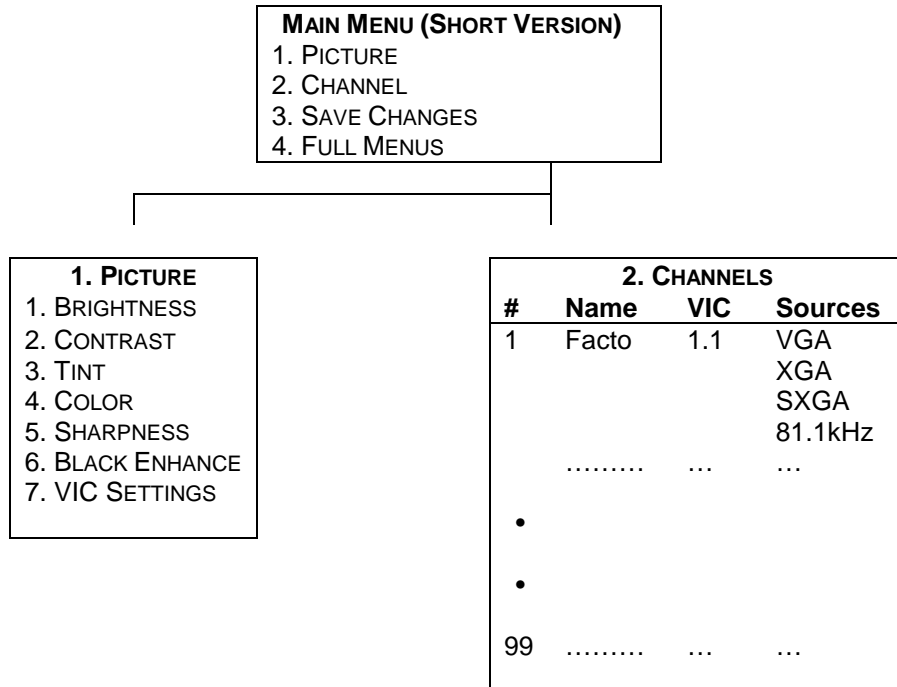 MAIN MENU (SHORT VERSION)
1. PICTURE
2. CHANNEL
3. SAVE CHANGES
4. FULL MENUS
1. PICTURE
1. BRIGHTNESS
2. CONTRAST
3. TINT
4. COLOR
5. SHARPNESS
6. BLACK ENHANCE
7. VIC SETTINGS
2. CHANNELS
# Name VIC Sources
1 Facto 1.1 VGA
XGA
SXGA
81.1kHz
……… … …
•
•
99 ……… … …